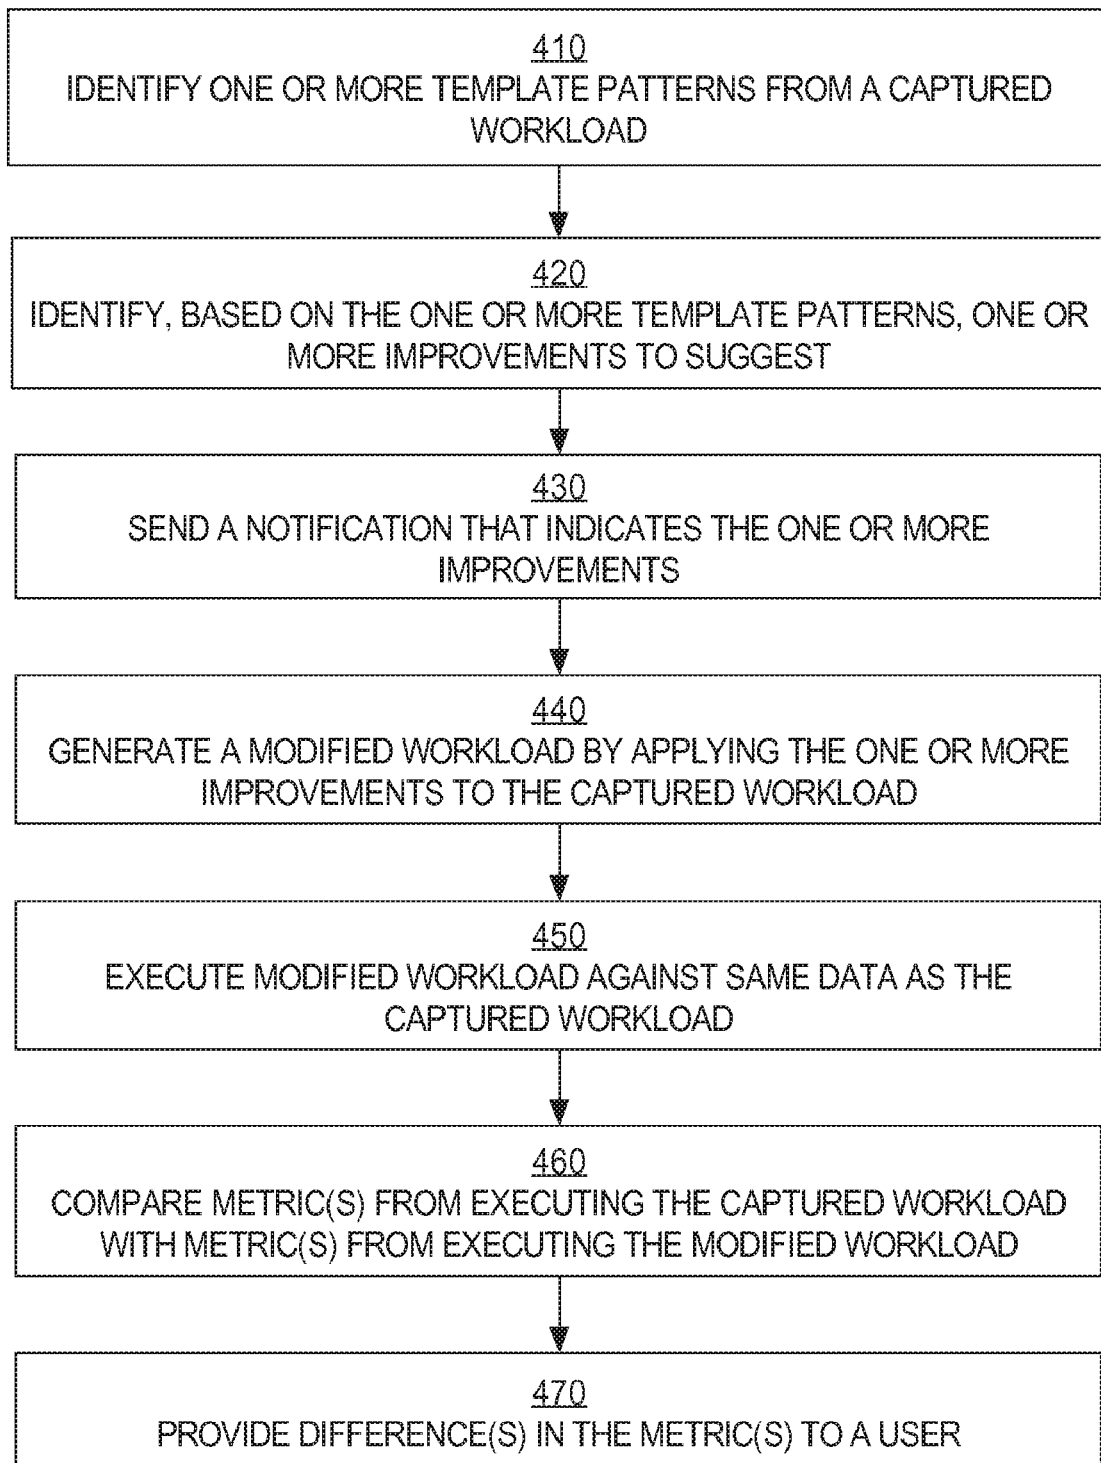 410
IDENTIFY ONE OR MORE TEMPLATE PATTERNS FROM A CAPTURED
WORKLOAD
420
IDENTIFY, BASED ON THE ONE OR MORE TEMPLATE PATTERNS, ONE OR
MORE IMPROVEMENTS TO SUGGEST
430
SEND A NOTIFICATION THAT INDICATES THE ONE OR MORE
IMPROVEMENTS
440
GENERATE A MODIFIED WORKLOAD BY APPLYING THE ONE OR MORE
IMPROVEMENTS TO THE CAPTURED WORKLOAD
450
EXECUTE MODIFIED WORKLOAD AGAINST SAME DATA AS THE
CAPTURED WORKLOAD
460
COMPARE METRIC(S) FROM EXECUTING THE CAPTURED WORKLOAD
WITH METRIC(S) FROM EXECUTING THE MODIFIED WORKLOAD
470
PROVIDE DIFFERENCE(S) IN THE METRIC(S) TO A USER